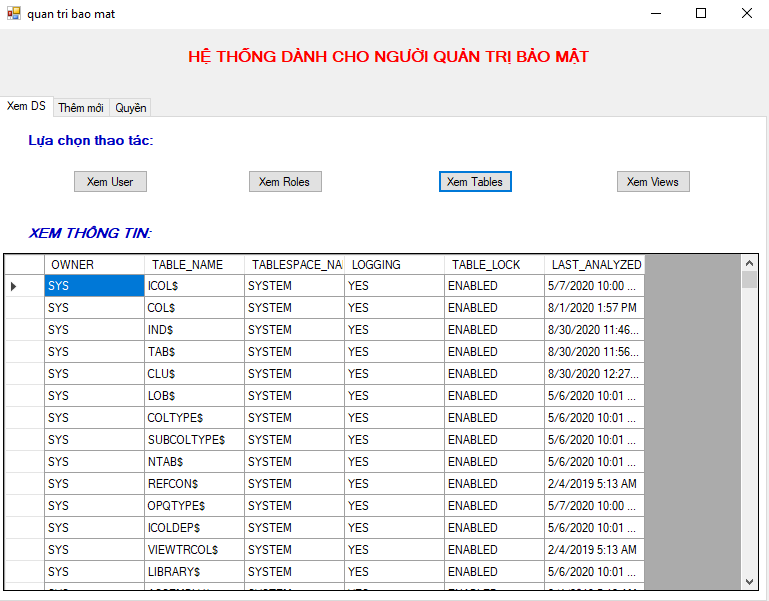 quan tri bao mat
HỆ THỐNG DÀNH CHO NGƯỜI QUẢN TRỊ BẢO MẬT
Xem DS Thêm mới Quyền
Lựa chọn thao tác:
Xem User Xem Roles Xem Tables Xem Views
XEM THÔNG TIN:
OWNER TABLE_NAME TABLESPACE_NA LOGGING TABLE_LOCK LAST_ANALYZED
SYS ICOL$ SYSTEM YES ENABLED 5/7/2020 10:00 ...
SYS COL$ SYSTEM YES ENABLED 8/1/2020 1:57 PM
SYS IND$ SYSTEM YES ENABLED 8/30/2020 11:46...
SYS TAB$ SYSTEM YES ENABLED 8/30/2020 11:56...
SYS CLU$ SYSTEM YES ENABLED 8/30/2020 12:27...
SYS LOB$ SYSTEM YES ENABLED 5/6/2020 10:01 ...
SYS COLTYPE$ SYSTEM YES ENABLED 5/6/2020 10:01 ...
SYS SUBCOLTYPE$ SYSTEM YES ENABLED 5/6/2020 10:01 ...
SYS NTAB$ SYSTEM YES ENABLED 5/6/2020 10:01 ...
SYS REFCON$ SYSTEM YES ENABLED 2/4/2019 5:13 AM
SYS OPQTYPE$ SYSTEM YES ENABLED 5/7/2020 10:00 ...
SYS ICOLDEP$ SYSTEM YES ENABLED 5/6/2020 10:01 ...
SYS VIEWTRCOL$ SYSTEM YES ENABLED 2/4/2019 5:13 AM
SYS LIBRARY$ SYSTEM YES ENABLED 5/6/2020 10:01 ...